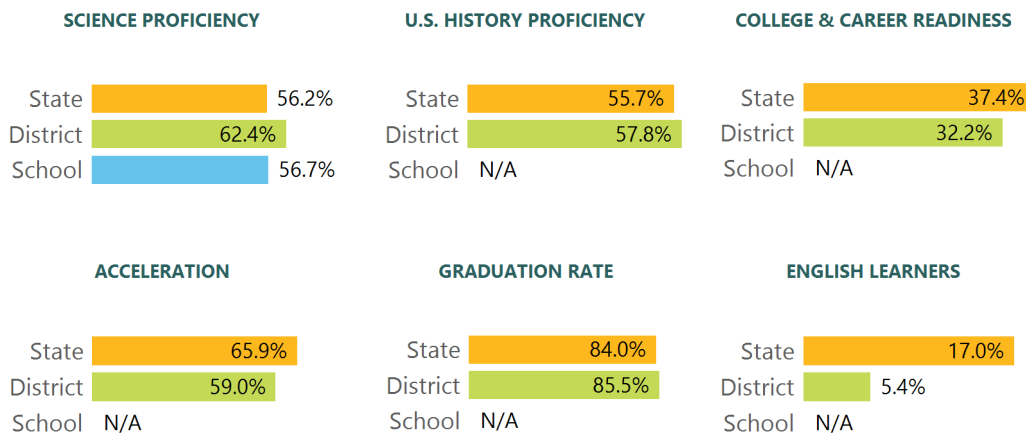 SCIENCE PROFICIENCY
State 56.2%
District 62.4%
School 56.7%
U.S. HISTORY PROFICIENCY
State 55.7%
District 57.8%
School N/A
COLLEGE & CAREER READINESS
State 37.4%
District 32.2%
School N/A
ACCELERATION
State 65.9%
District 59.0%
School N/A
GRADUATION RATE
State 84.0%
District 85.5%
School N/A
ENGLISH LEARNERS
State 17.0%
District 5.4%
School N/A